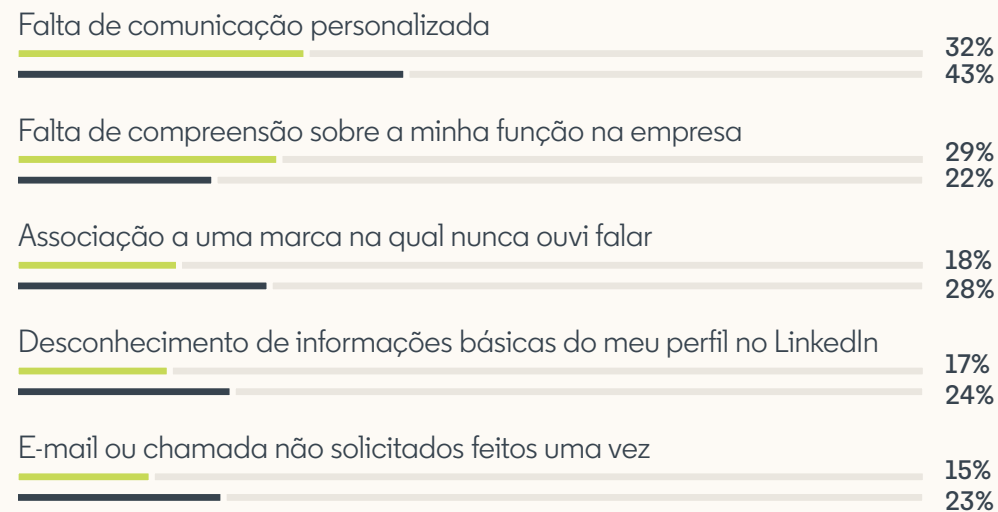 Falta de comunicação personalizada
32%
43%
Falta de compreensão sobre a minha função na empresa
29%
22%
Associação a uma marca na qual nunca ouvi falar
18%
28%
Desconhecimento de informações básicas do meu perfil no LinkedIn
17%
24%
E-mail ou chamada não solicitados feitos uma vez
15%
23%